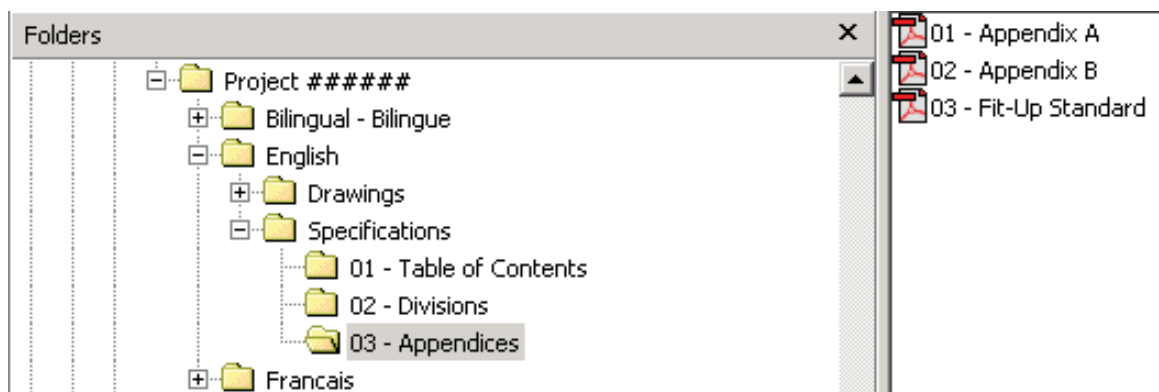 Folders
Project ######
Bilingual - Bilingue
English
Drawings
Specifications
01 - Table of Contents
02 - Divisions
03 - Appendices
Francais
01 - Appendix A
02 - Appendix B
03 - Fit-Up Standard